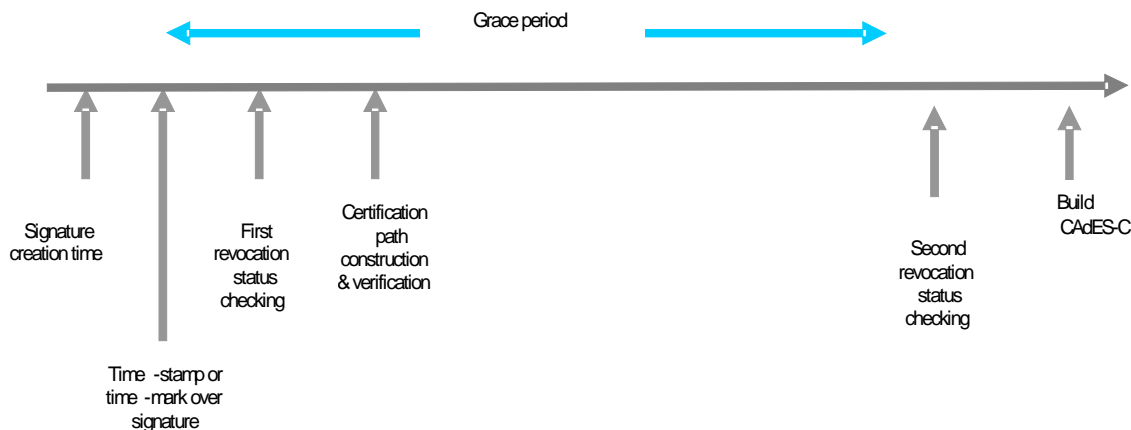 Grace period
Signature
creation time
Time -stamp or
time -mark over
signature
First
revocation
status
checking
Certification
path
construction
& verification
Second
revocation
status
checking
Build
CAdES-C